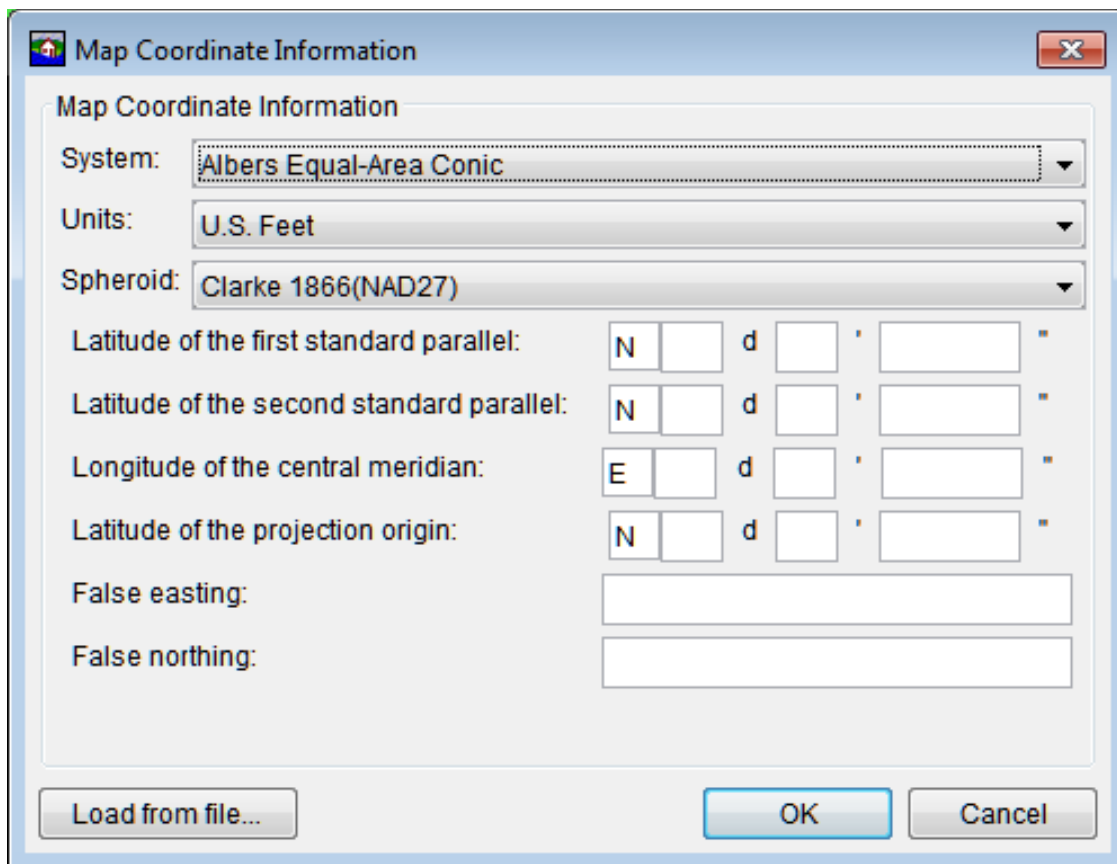 Map Coordinate Information
Map Coordinate Information
System: Albers Equal-Area Conic
Units: U.S. Feet
Spheroid: Clarke 1866(NAD27)
Latitude of the first standard parallel: N d ' "
Latitude of the second standard parallel: N d ' "
Longitude of the central meridian: E d ' "
Latitude of the projection origin: N d ' "
False easting:
False northing:
Load from file... OK Cancel